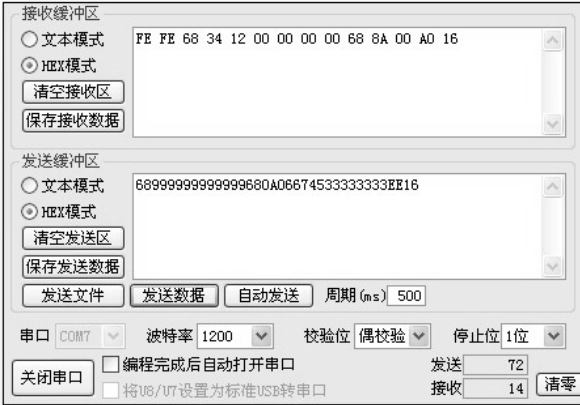 接收缓冲区
文本模式
FE FE 68 34 12 00 00 00 00 68 8A 00 A0 16
HEX模式
清空接收区
保存接收数据
发送缓冲区
文本模式
68999999999999680A06674533333333EE16
HEX模式
清空发送区
保存发送数据
发送文件 发送数据 自动发送 周期(ms) 500
串口 COM7 波特率 1200 校验位 偶校验 停止位 1位
关闭串口 编程完成后自动打开串口 发送 72
将U8/U7设置为标准USB转串口 接收 14 清零